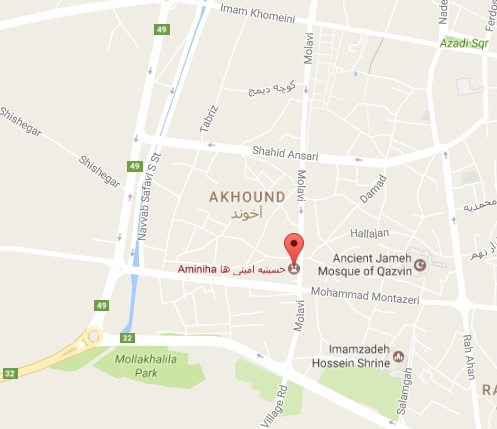 Imam Khomeini
49
Molavi
Nade
Ferdos
Azadi Sqr
کوچه دیمج
Tabriz
Shishegar
Shahid Ansari
Shishegar
49
Navvab Safavi S St
Molavi
Damad
AKHOUND
آخوند
محمدیه
Hallajan
Aminiha حسینیه امینی ها
Ancient Jameh
Mosque of Qazvin
Mohammad Montazeri
49
Molavi
32
Rah Ahan
Mollakhalila
Park
Imamzadeh
Hossein Shrine
32
Salamgah
Village Rd
RA